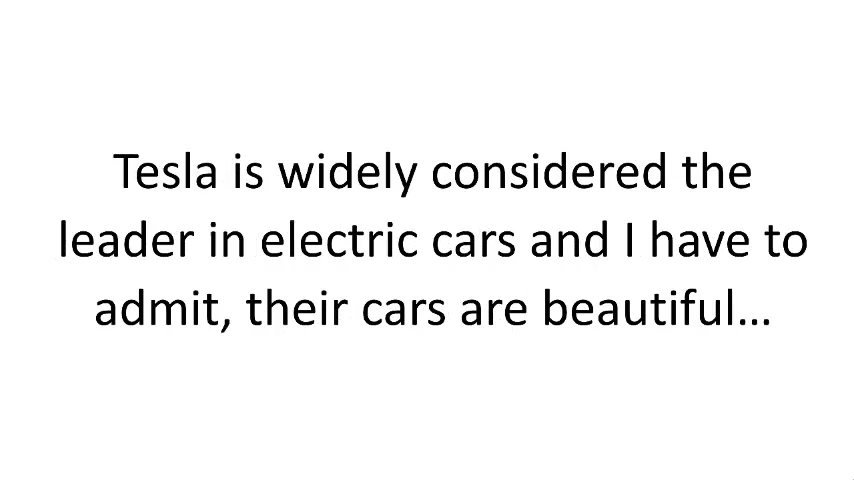 Tesla is widely considered the
leader in electric cars and I have to
admit, their cars are beautiful...